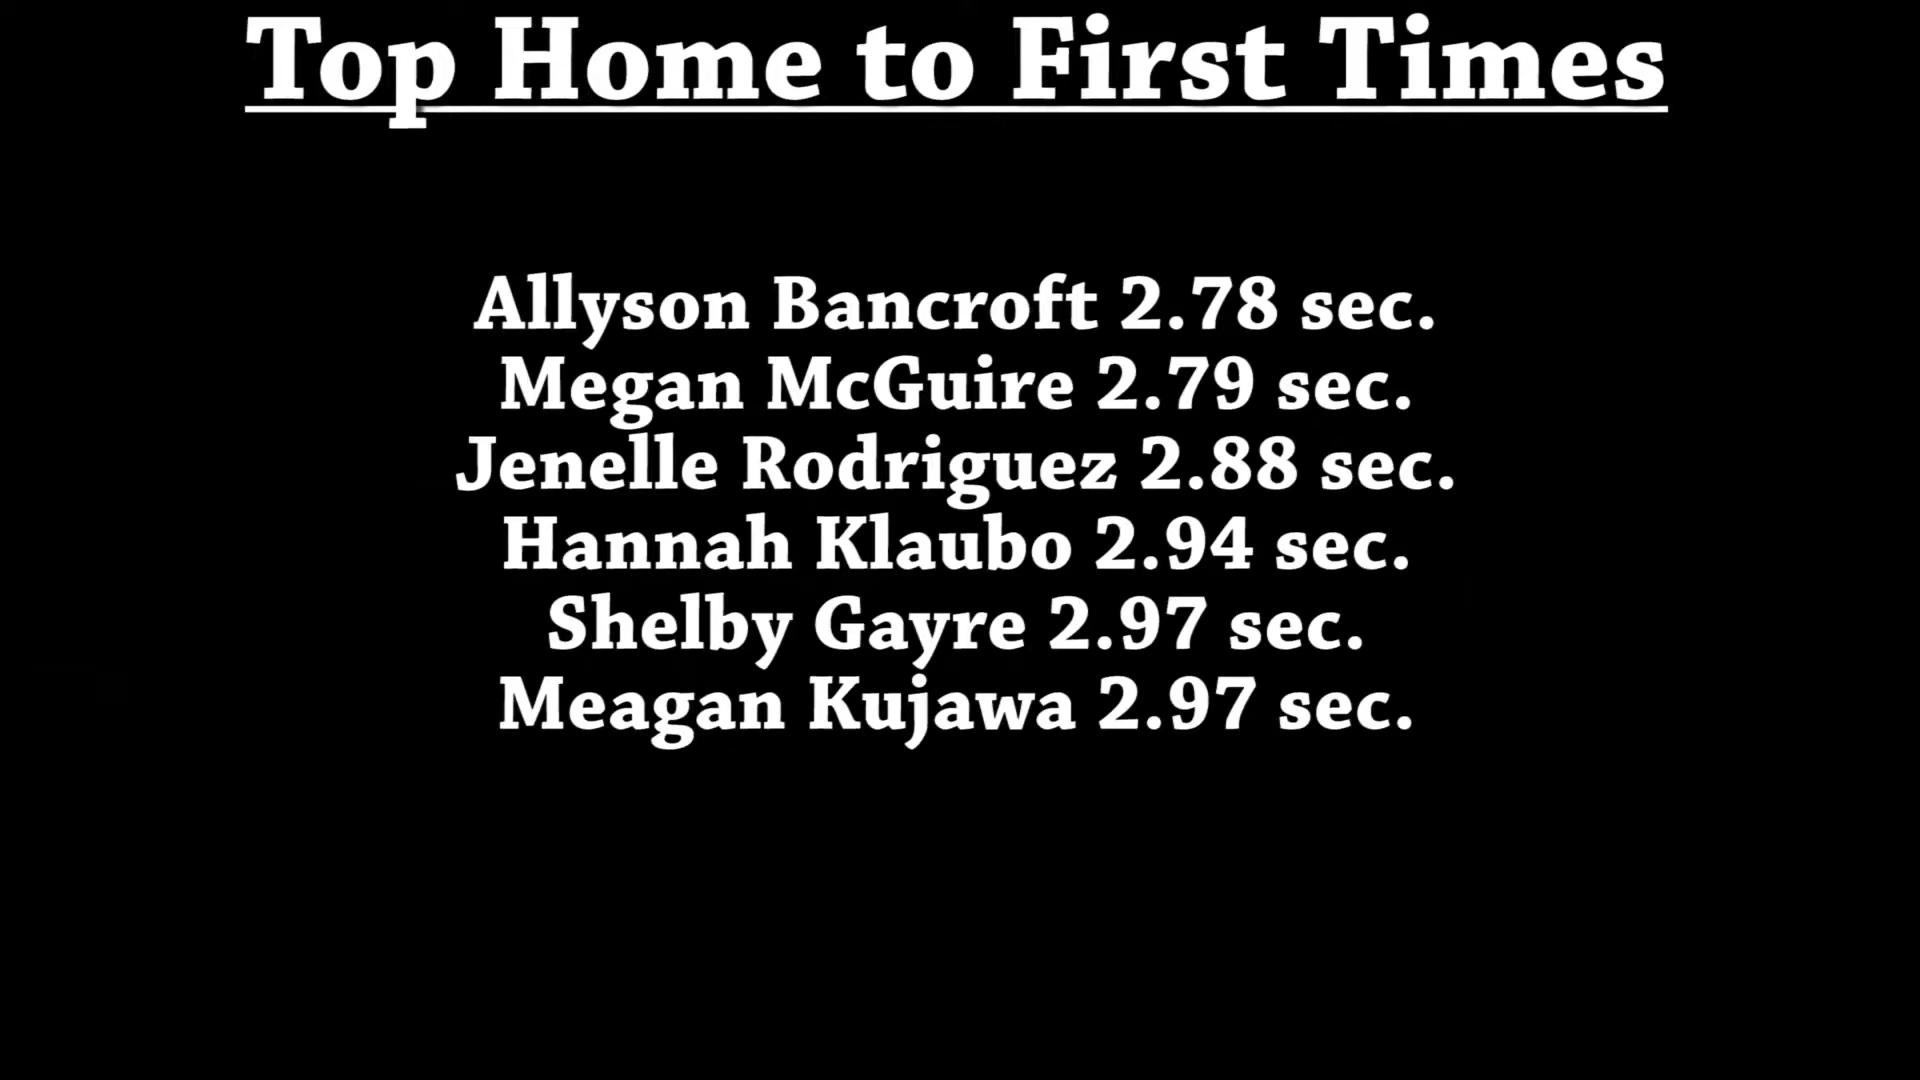 Top Home to First Times
Allyson Bancroft 2.78 sec.
Megan McGuire 2.79 sec.
Jenelle Rodriguez 2.88 sec.
Hannah Klaubo 2.94 sec.
Shelby Gayre 2.97 sec.
Meagan Kujawa 2.97 sec.